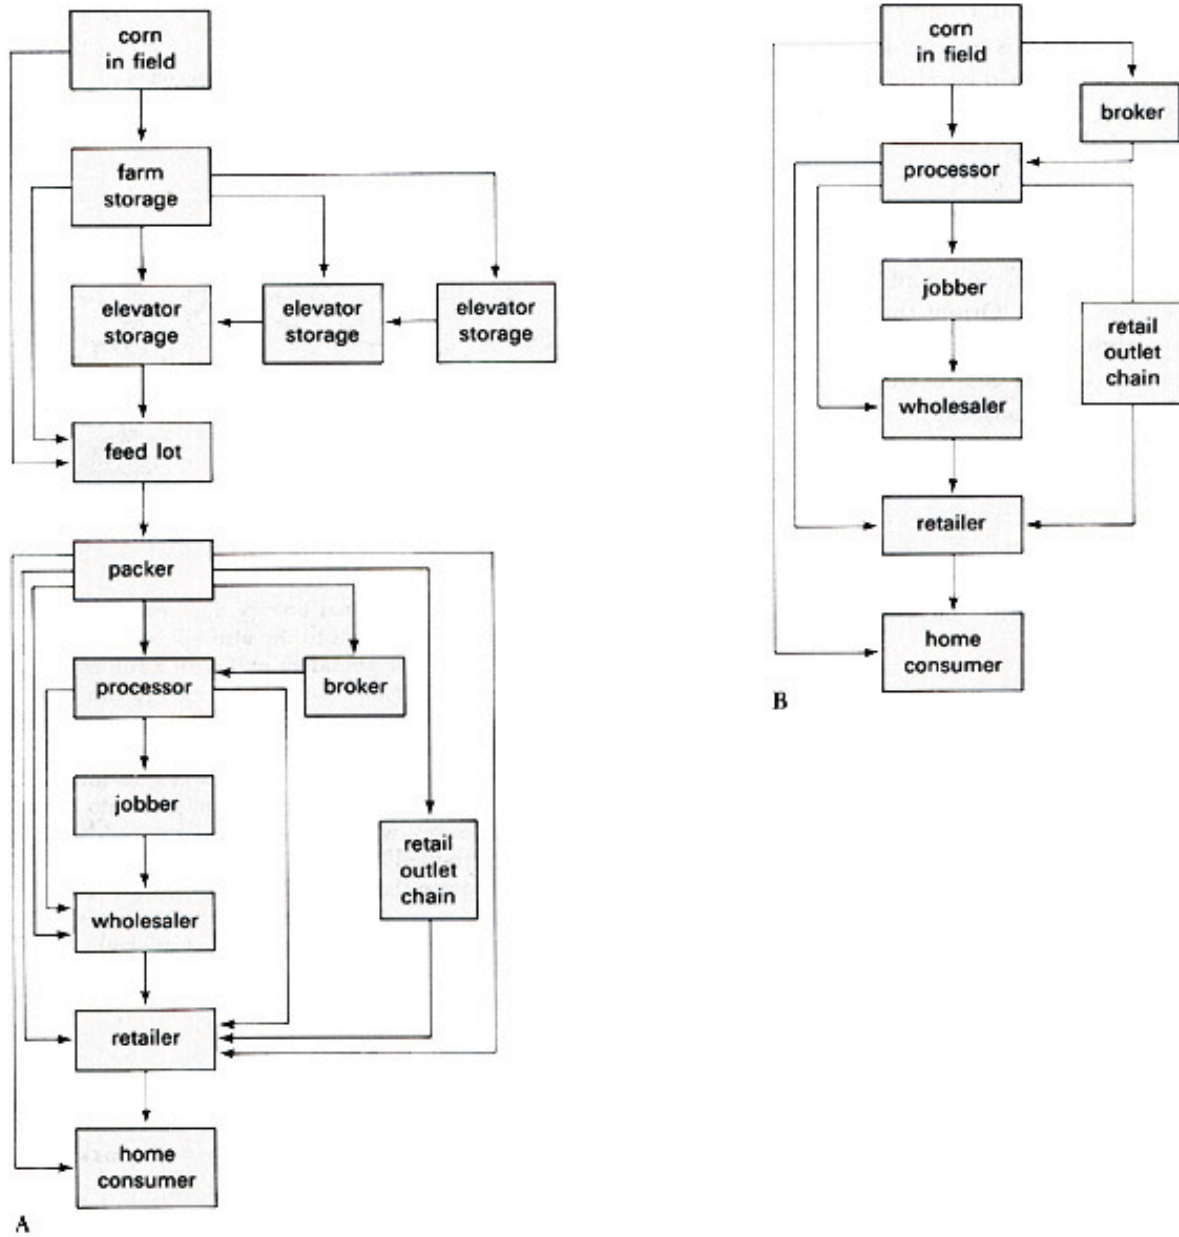 corn
in field
farm
storage
elevator
storage
elevator
storage
elevator
storage
feed lot
packer
processor
broker
jobber
retail
outlet
chain
wholesaler
retailer
home
consumer
A
corn
in field
broker
processor
jobber
retail
outlet
chain
wholesaler
retailer
home
consumer
B